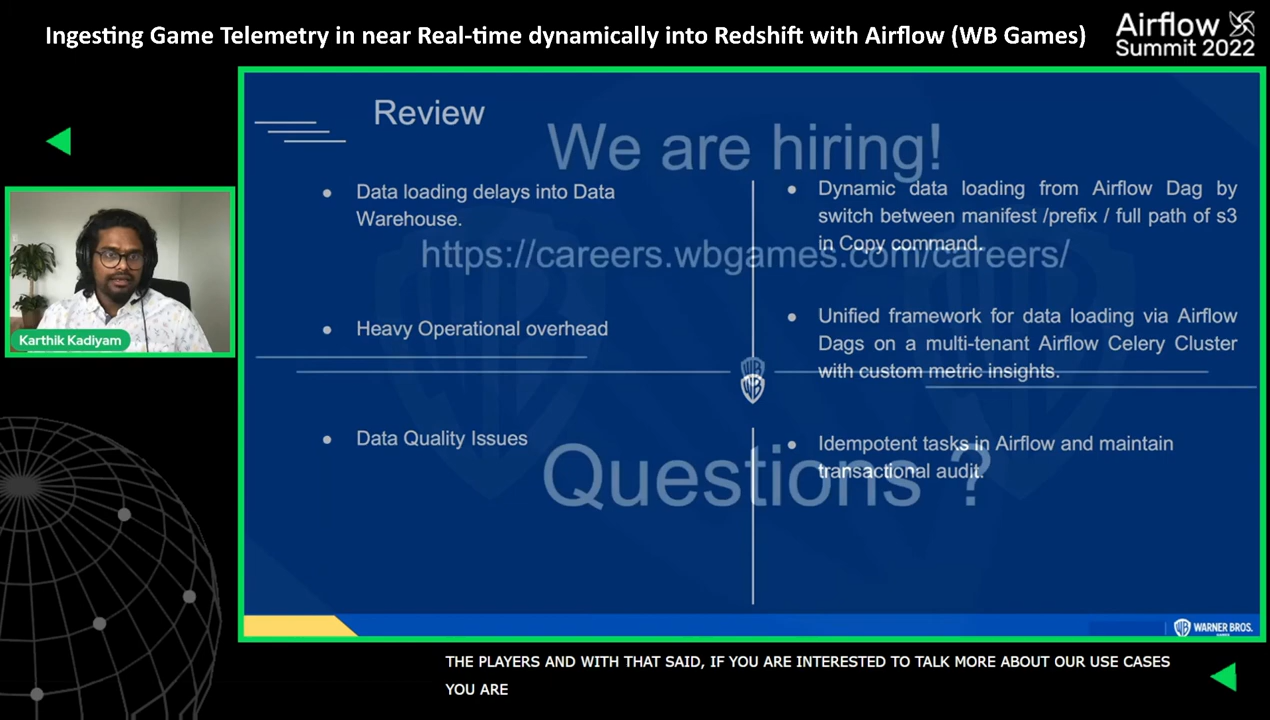 Ingesting Game Telemetry in near Real-time dynamically into Redshift with Airflow (WB Games)
Airflow
Summit 2022
Review
We are hiring!
● Data loading delays into Data
Warehouse.
● Dynamic data loading from Airflow Dag by
switch between manifest /prefix / full path of s3
in Copy command.
https://careers.wbgames.com/careers/
Karthik Kadiyam
● Heavy Operational overhead
● Unified framework for data loading via Airflow
Dags on a multi-tenant Airflow Celery Cluster
with custom metric insights.
WB
● Data Quality Issues
● Idempotent tasks in Airflow and maintain
transactional audit.
Questions ?
WARNER BROS.
GAMES
THE PLAYERS AND WITH THAT SAID, IF YOU ARE INTERESTED TO TALK MORE ABOUT OUR USE CASES
YOU ARE